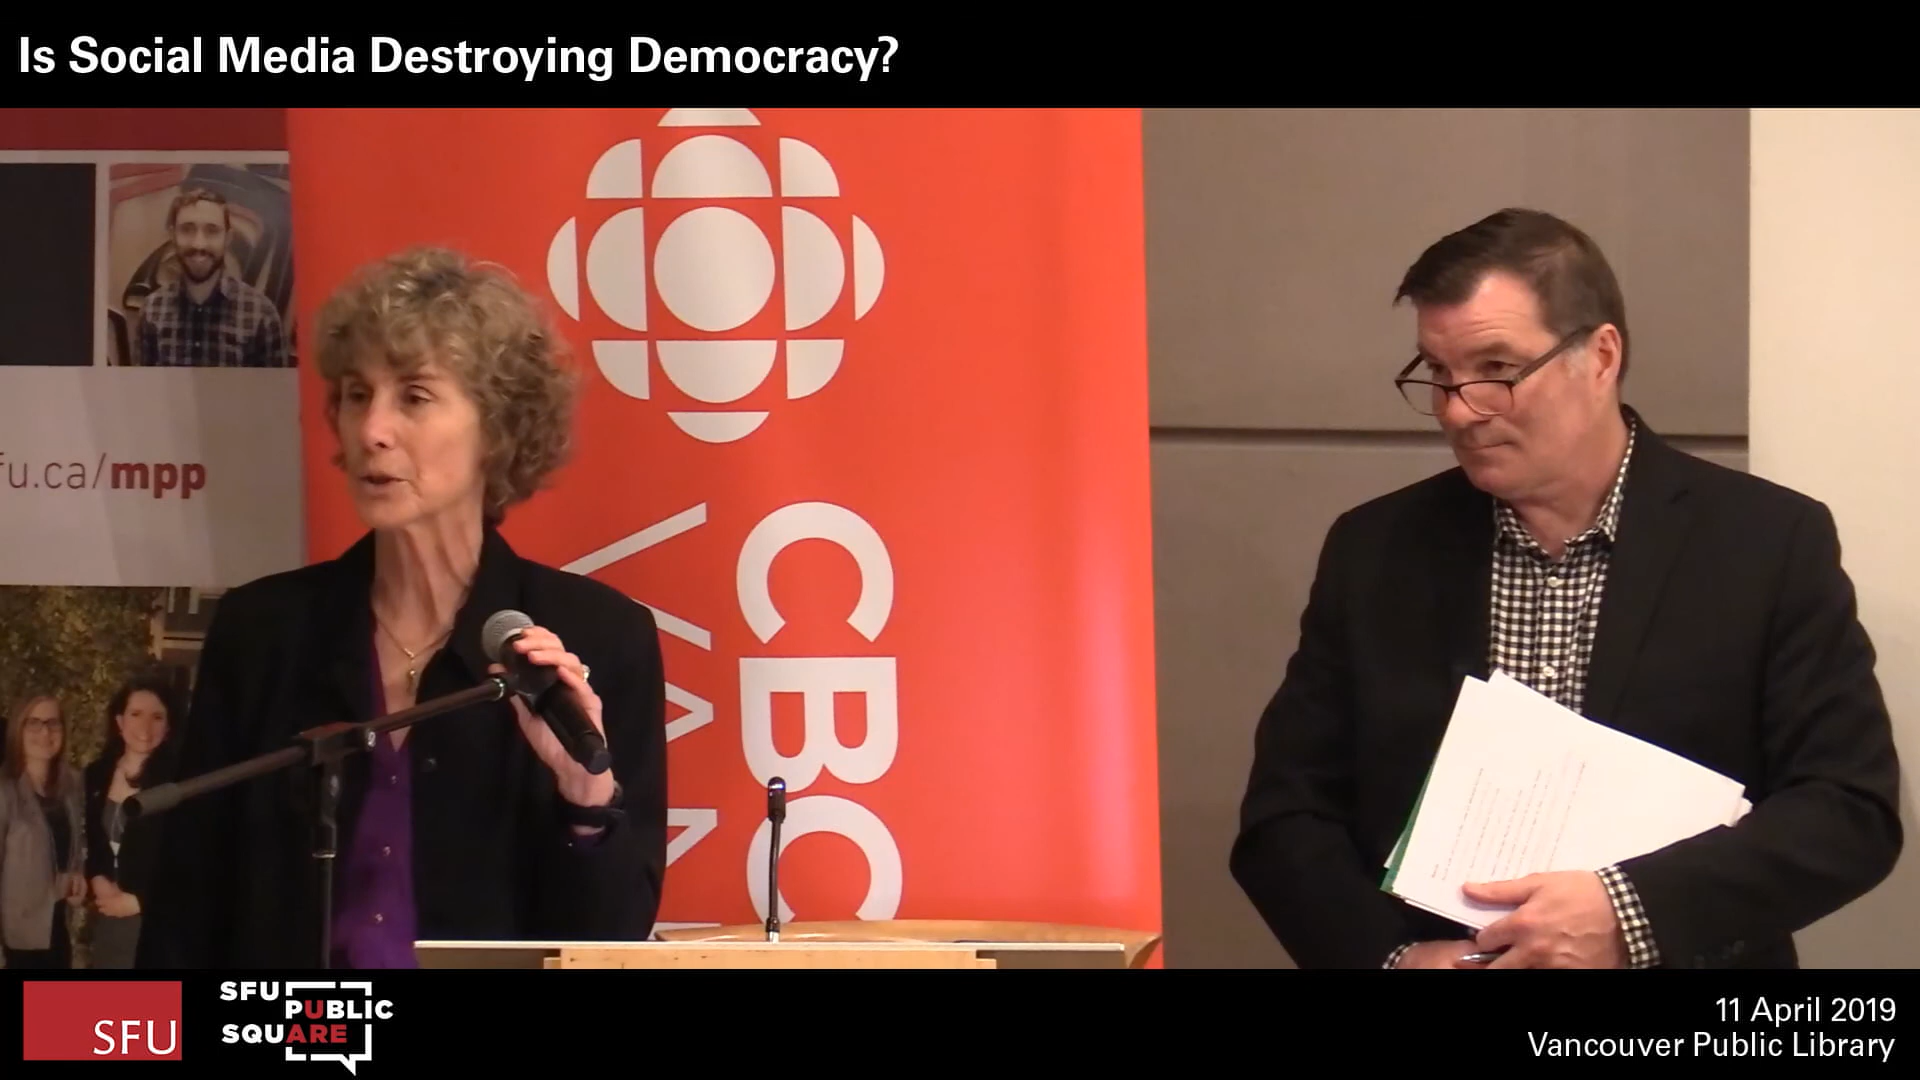 Is Social Media Destroying Democracy?
fu.ca/mpp
CBC
VAN
SFU
SFU PUBLIC
SQUARE
11 April 2019
Vancouver Public Library